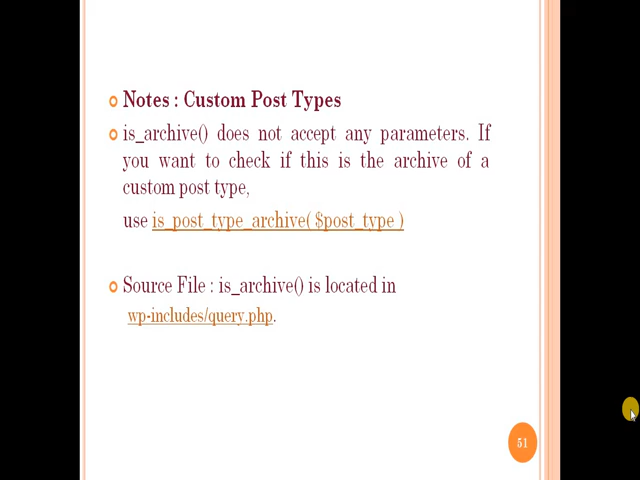 Notes : Custom Post Types
is_archive() does not accept any parameters. If
you want to check if this is the archive of a
custom post type,
use is_post_type_archive( $post_type )
Source File : is_archive() is located in
wp-includes/query.php.
51